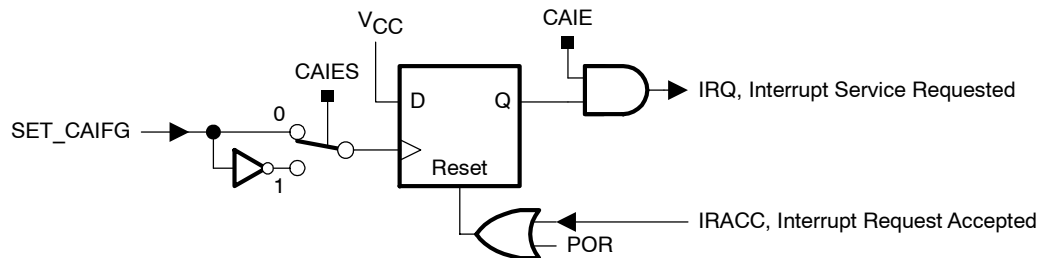 VCC
CAIE
CAIES
D
Q
IRQ, Interrupt Service Requested
0
SET_CAIFG
1
Reset
IRACC, Interrupt Request Accepted
POR